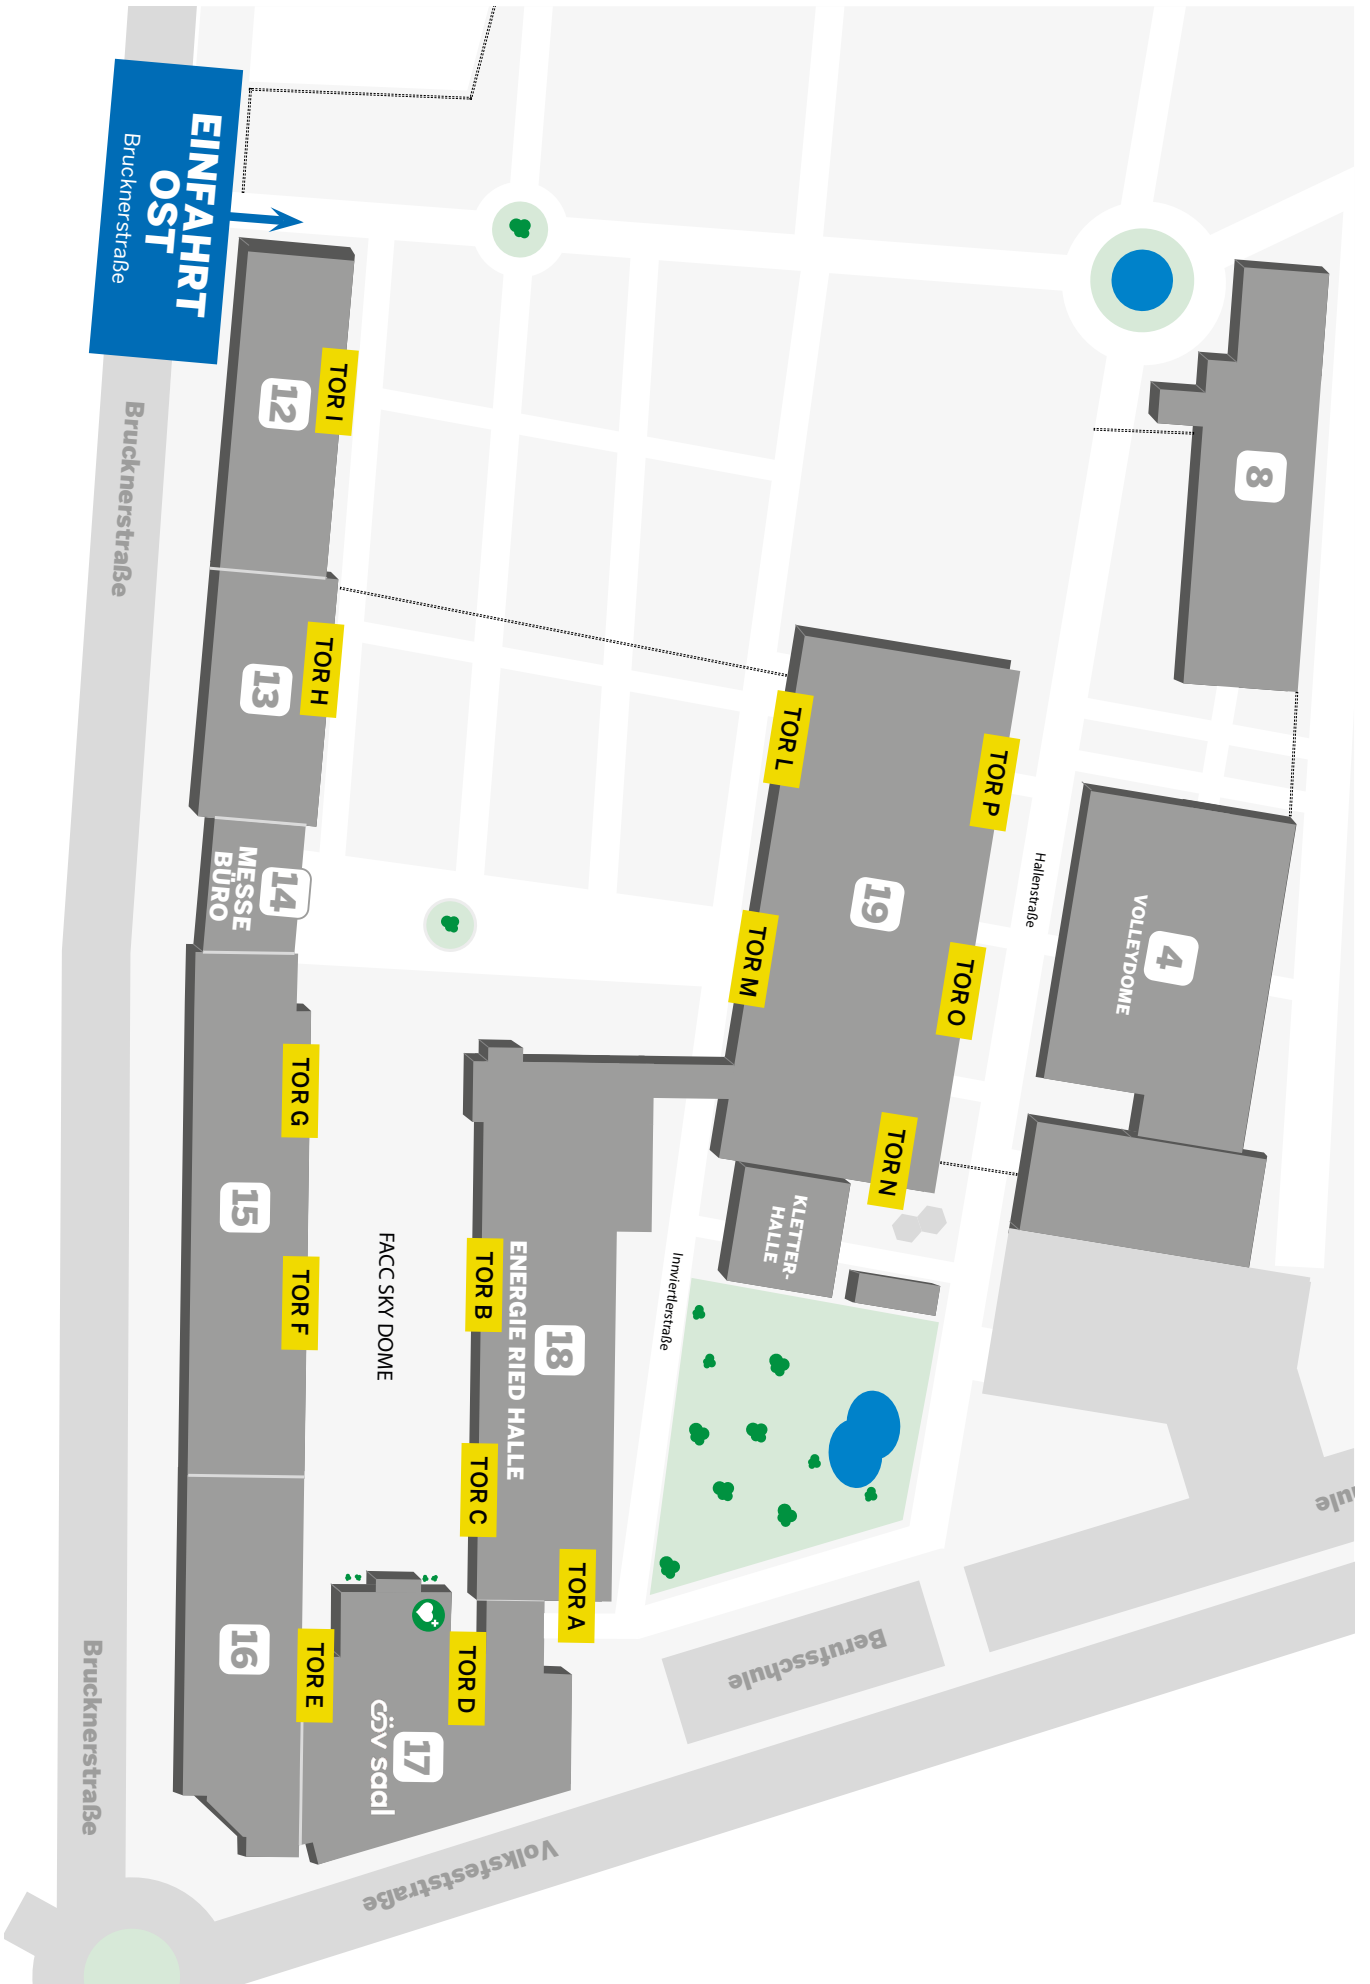 EINFAHRT
OST
Brucknerstraße
Brucknerstraße
12
TOR I
8
13
TOR H
TOR L
TOR P
14
MESSE
BÜRO
19
Hallenstraße
4
VOLLEYDOME
TOR M
TOR O
TOR G
TOR N
15
KLETTER-
HALLE
FACC SKY DOME
TOR F
TOR B
ENERGIE RIED HALLE
18
Innviertlerstraße
TOR C
TOR A
16
TOR E
TOR D
17
cöv saal
Berufsschule
Brucknerstraße
Volksfeststraße